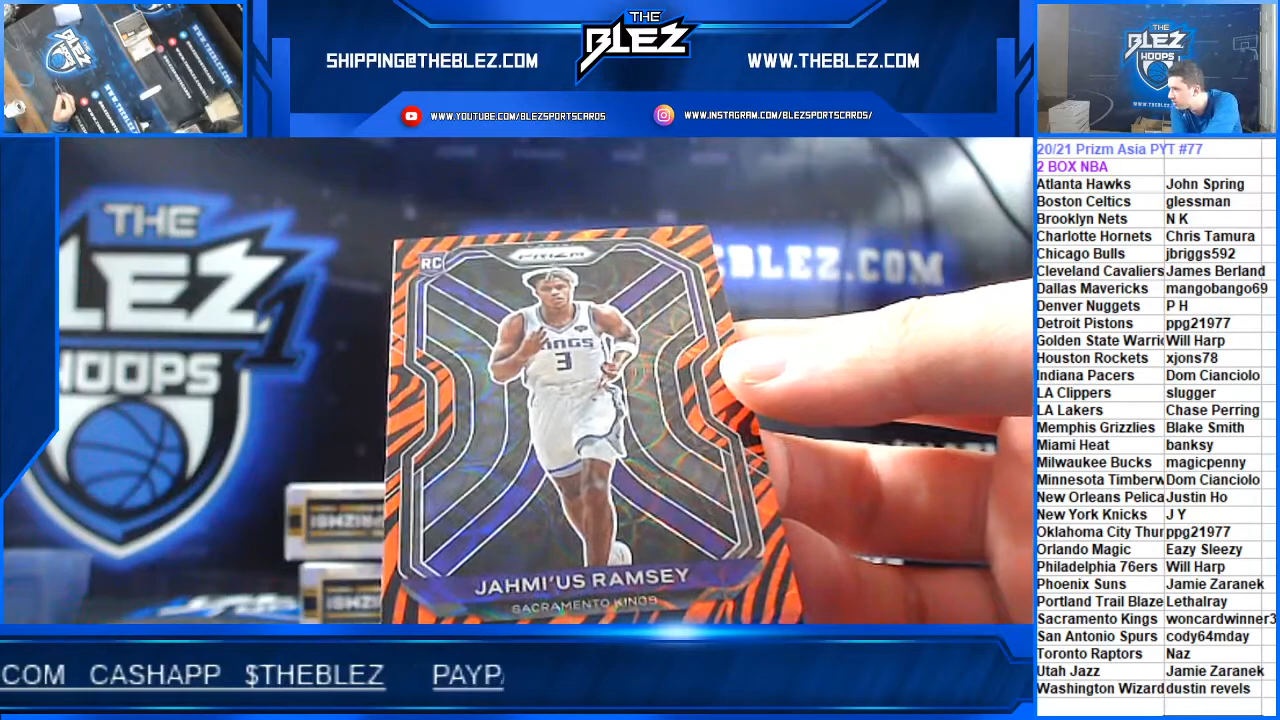 THE
BLEZ
SHIPPING@THEBLEZ.COM
WWW.THEBLEZ.COM
WWW.YOUTUBE.COM/BLEZSPORTSCARDS
WWW.INSTAGRAM.COM/BLEZSPORTSCARDS/
THE
BLEZ
HOOPS
20/21 Prizm Asia PYT #77
2 BOX NBA
Atlanta Hawks John Spring
Boston Celtics glessman
Brooklyn Nets N K
Charlotte Hornets Chris Tamura
Chicago Bulls jbriggs592
Cleveland Cavaliers James Berland
Dallas Mavericks mangobango69
Denver Nuggets P H
Detroit Pistons ppg21977
Golden State Warri Will Harp
Houston Rockets xjons78
Indiana Pacers Dom Cianciolo
LA Clippers slugger
LA Lakers Chase Perring
Memphis Grizzlies Blake Smith
Miami Heat banksy
Milwaukee Bucks magicpenny
Minnesota Timberw Dom Cianciolo
New Orleans Pelica Justin Ho
New York Knicks J Y
Oklahoma City Thur ppg21977
Orlando Magic Eazy Sleezy
Philadelphia 76ers Will Harp
Phoenix Suns Jamie Zaranek
Portland Trail Blaze Lethalray
Sacramento Kings woncardwinner3
San Antonio Spurs cody64mday
Toronto Raptors Naz
Utah Jazz Jamie Zaranek
Washington Wizard dustin revels
THE
LEZ
HOOPS
1
BLEZ.COM
RC
PRIZM
KINGS
3
JAHMI'US RAMSEY
SACRAMENTO KINGS
COM CASHAPP $THEBLEZ PAYP